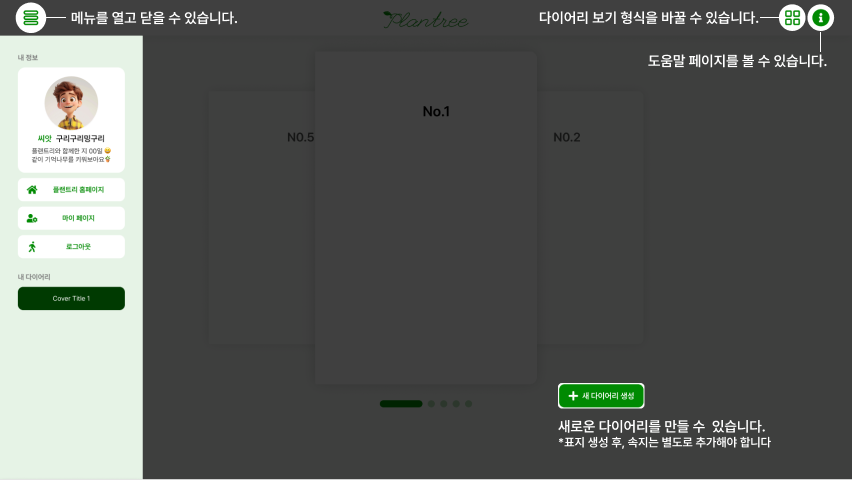 메뉴를 열고 닫을 수 있습니다.
Plantree
다이어리 보기 형식을 바꿀 수 있습니다.
도움말 페이지를 볼 수 있습니다.
내 정보
씨앗 구리구리밍구리
플랜트리와 함께한 지 00일 😀
같이 기억나무를 키워보아요🌻
플랜트리 홈페이지
마이 페이지
로그아웃
내 다이어리
Cover Title 1
N0.5
No.1
N0.2
새 다이어리 생성
새로운 다이어리를 만들 수 있습니다.
*표지 생성 후, 속지는 별도로 추가해야 합니다